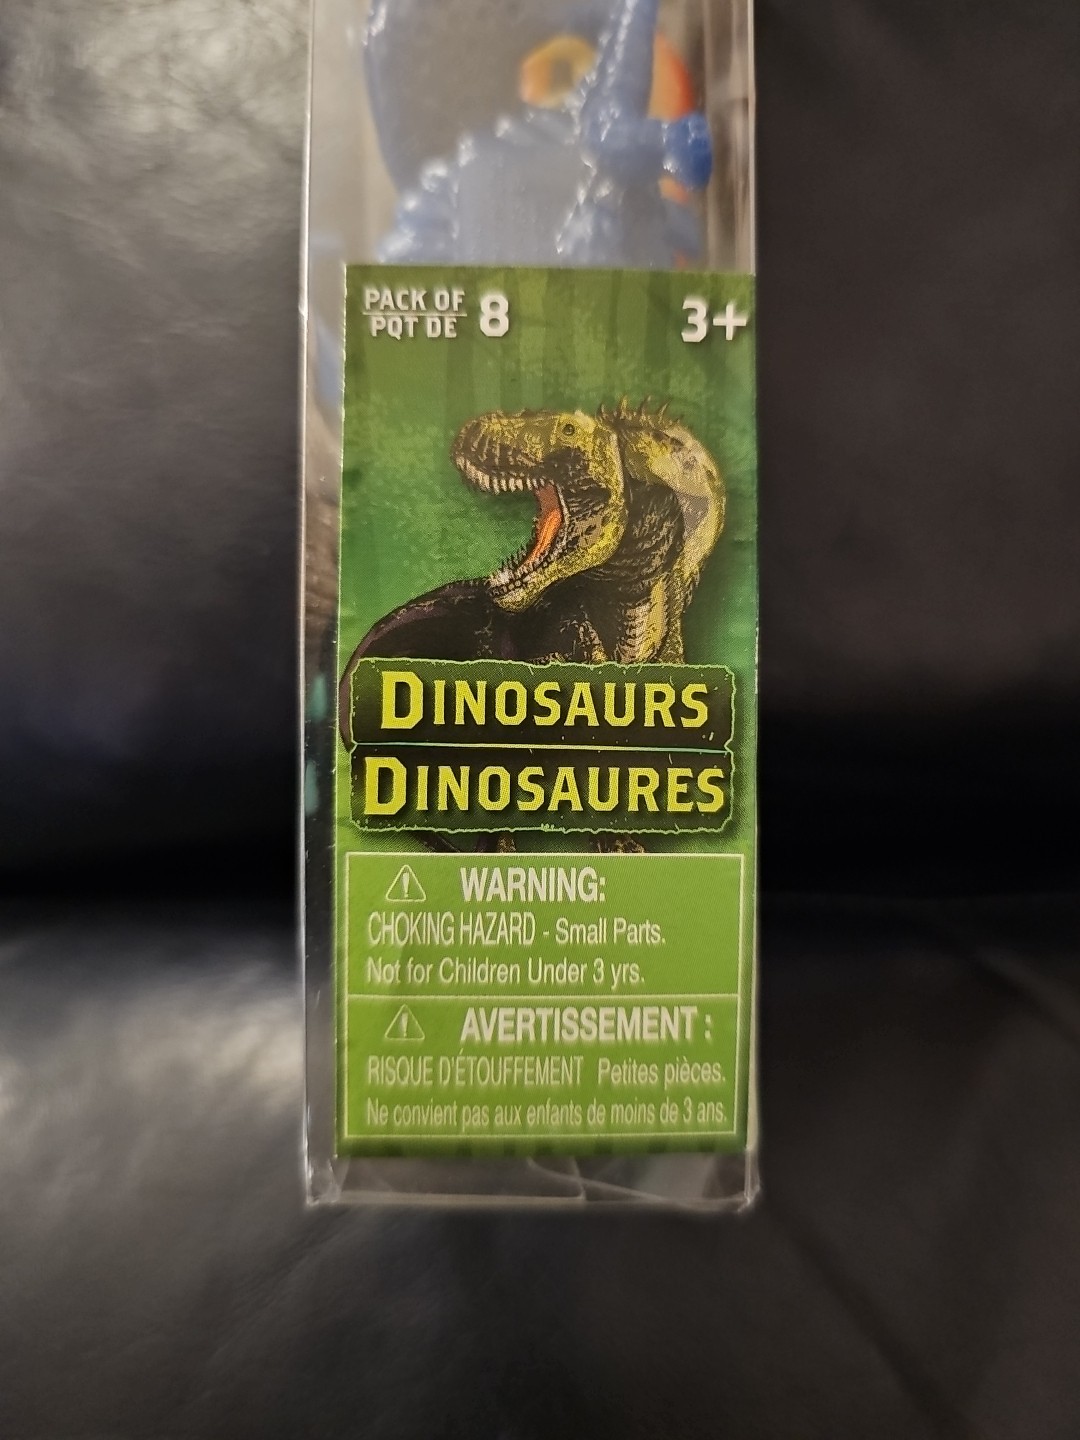 PACK OF 8
PQT DE
3+
DINOSAURS
DINOSAURES
WARNING:
CHOKING HAZARD - Small Parts.
Not for Children Under 3 yrs.
AVERTISSEMENT :
RISQUE D'ÉTOUFFEMENT Petites pièces.
Ne convient pas aux enfants de moins de 3 ans.